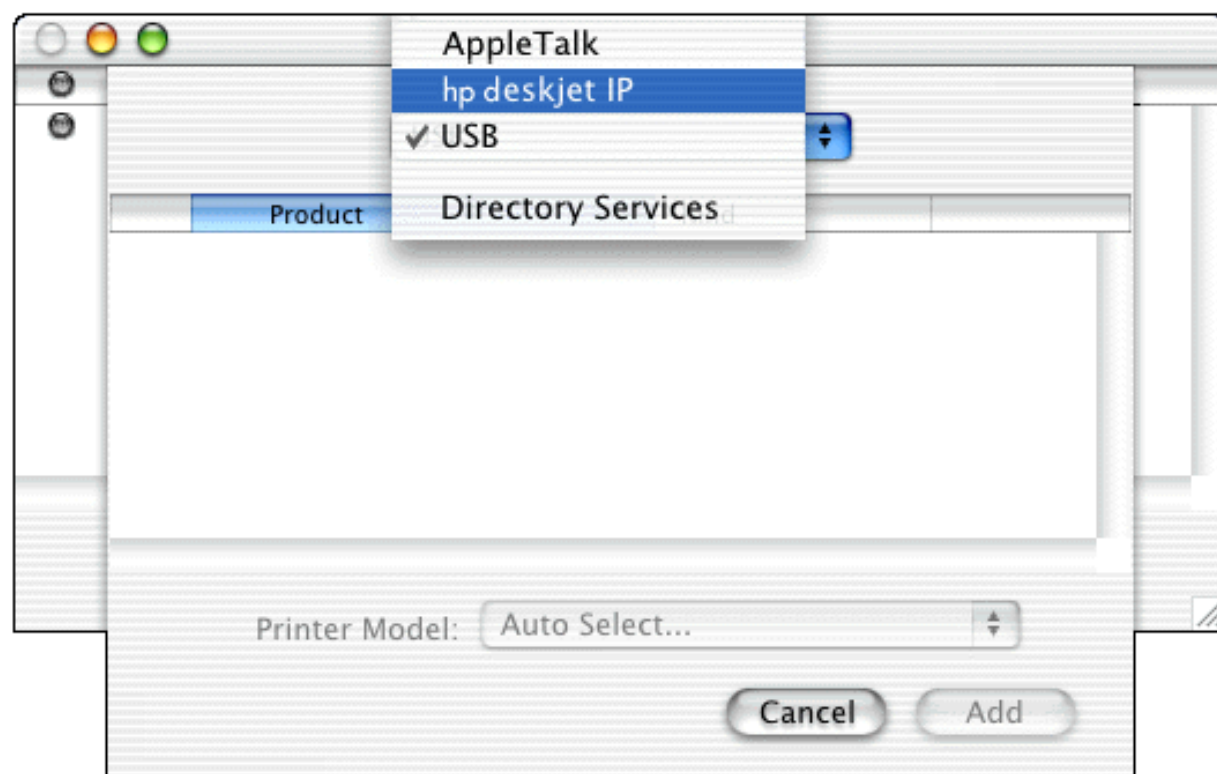 AppleTalk
hp deskjet IP
USB
Directory Services
Product
Printer Model: Auto Select...
Cancel Add